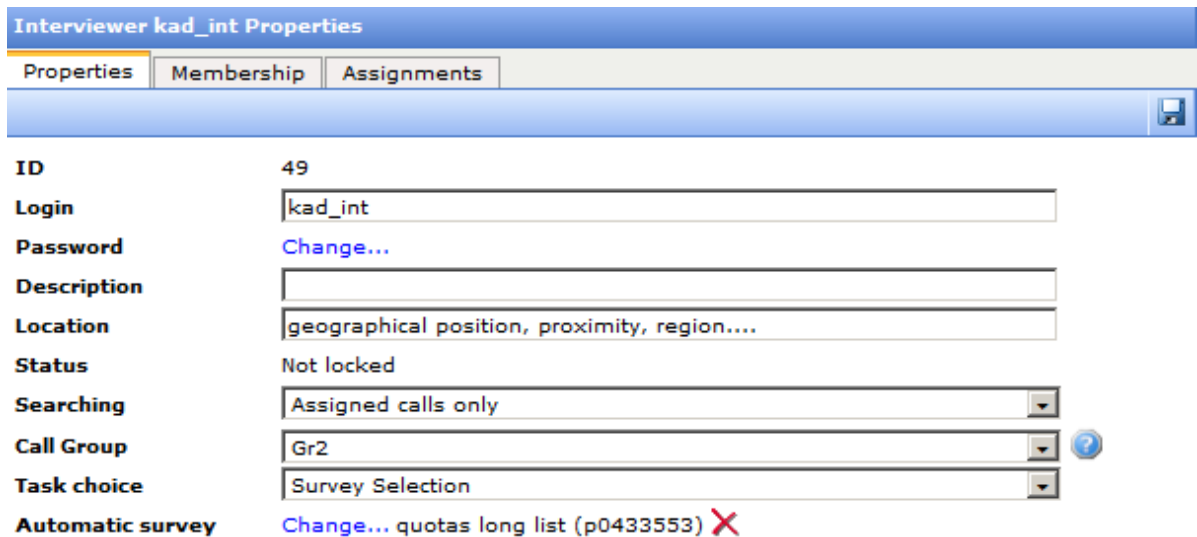 Interviewer kad_int Properties
Properties Membership Assignments
ID 49
Login kad_int
Password Change...
Description
Location geographical position, proximity, region....
Status Not locked
Searching Assigned calls only
Call Group Gr2 ?
Task choice Survey Selection
Automatic survey Change... quotas long list (p0433553)